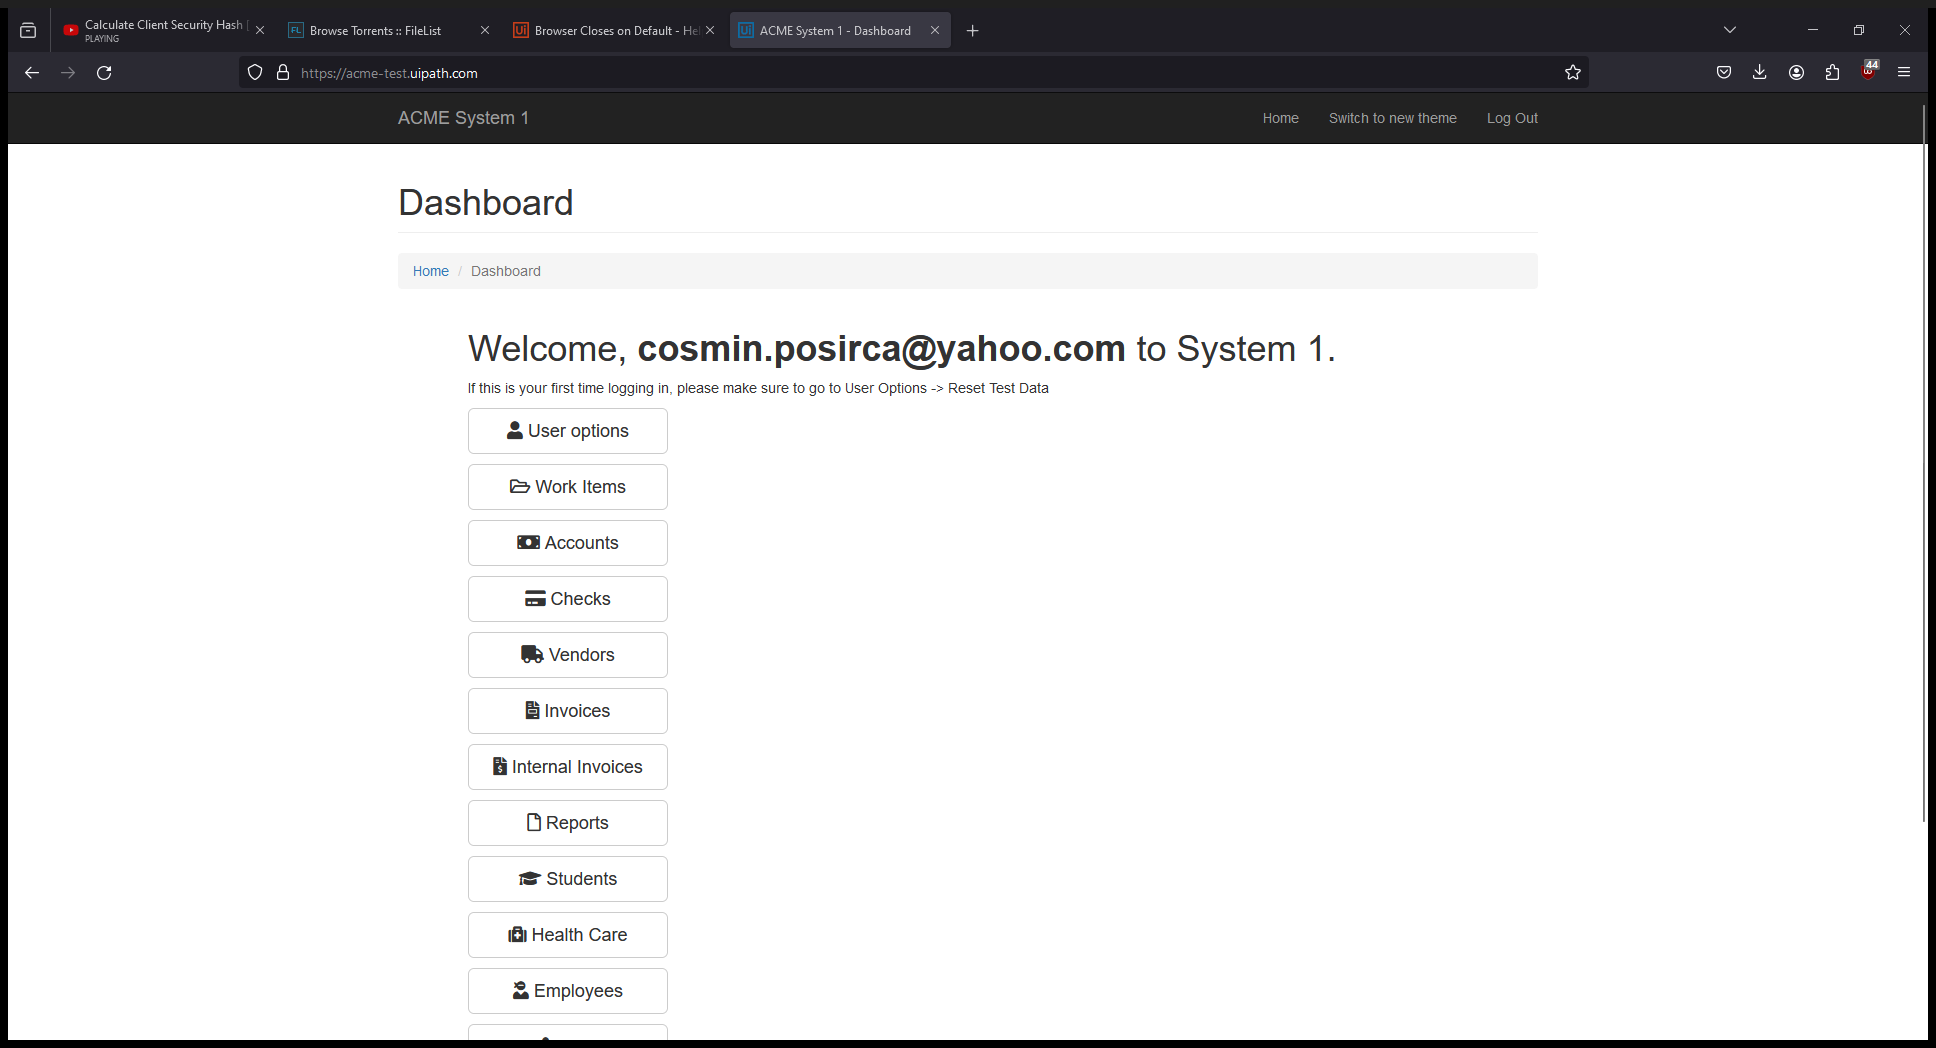 Calculate Client Security Hash [
PLAYING
FL Browse Torrents :: FileList
Ui Browser Closes on Default - Hel
Ui ACME System 1 - Dashboard
https://acme-test.uipath.com
44
ACME System 1
Home
Switch to new theme
Log Out
Dashboard
Home / Dashboard
Welcome, cosmin.posirca@yahoo.com to System 1.
If this is your first time logging in, please make sure to go to User Options -> Reset Test Data
User options
Work Items
Accounts
Checks
Vendors
Invoices
Internal Invoices
Reports
Students
Health Care
Employees